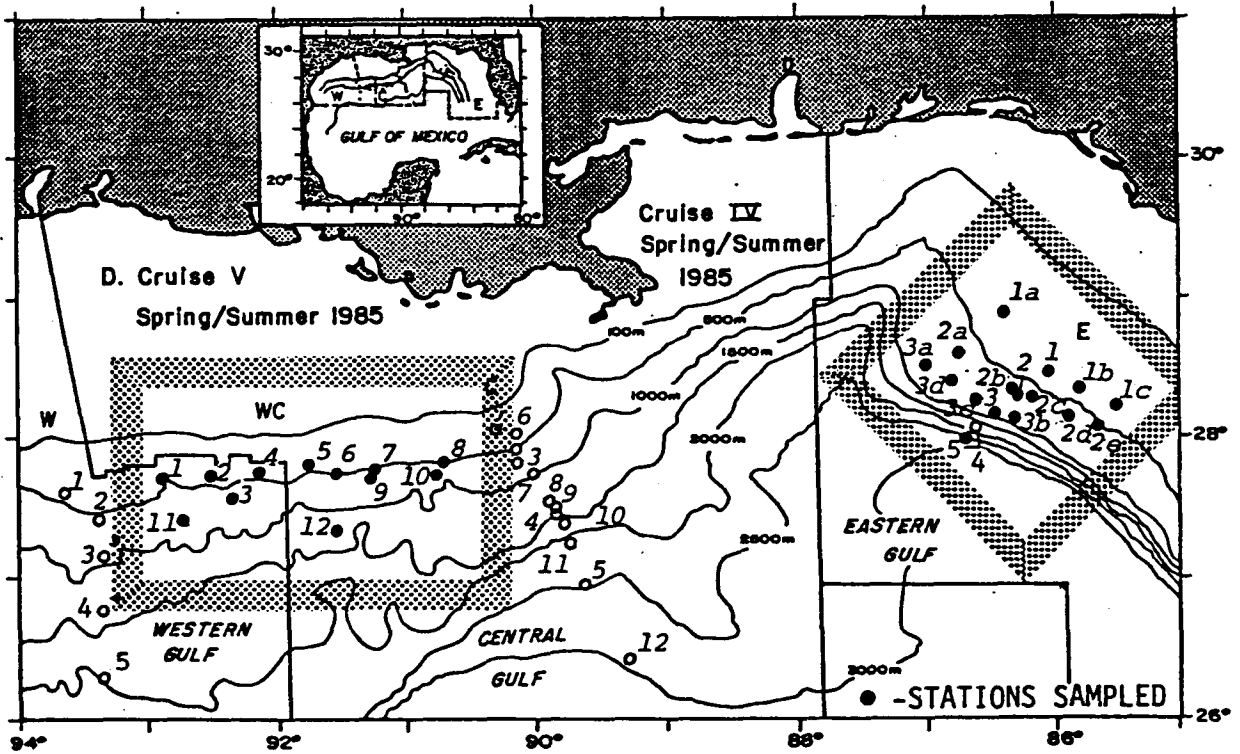 30°
W
C
E
GULF OF MEXICO
20°
90°
80°
30°
Cruise IV
Spring/Summer
1985
D. Cruise V
Spring/Summer 1985
100m
500m
1500m
1000m
2000m
2500m
3000m
1a
E
2a
3a
2
1
1b
1c
3d
2b
3
2c
3c
3b
2d
2e
5
4
W
WC
6
28°
1
1
2
4
5
6
7
8
3
2
3
9
10
7
8
9
11
12
4
10
3
11
5
4
WESTERN
GULF
CENTRAL
GULF
12
5
EASTERN
GULF
● -STATIONS SAMPLED
26°
94°
92°
90°
88°
86°